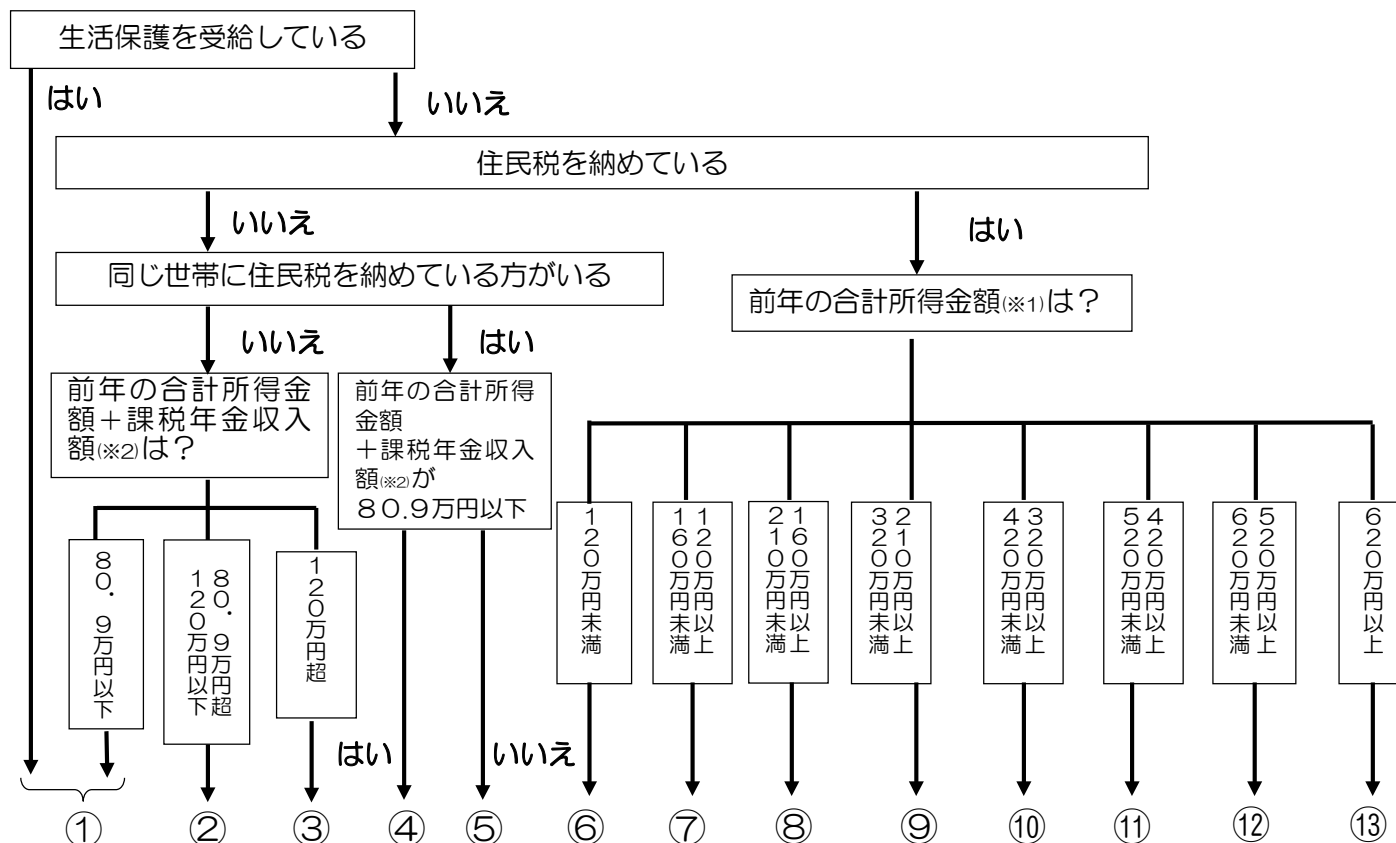 生活保護を受給している
はい
いいえ
住民税を納めている
いいえ
はい
同じ世帯に住民税を納めている方がいる
前年の合計所得金額(※1)は？
いいえ
はい
前年の合計所得金
額＋課税年金収入
額(※2)は？
前年の合計所得
金額
＋課税年金収入
額(※2)が
８０.９万円以下
８０．９万円以下
８０．９万円超
１２０万円以下
１２０万円超
１２０万円未満
１２０万円以上
１６０万円未満
１６０万円以上
２１０万円未満
２１０万円以上
３２０万円未満
３２０万円以上
４２０万円未満
４２０万円以上
５２０万円未満
５２０万円以上
６２０万円未満
６２０万円以上
はい
いいえ
①
②
③
④
⑤
⑥
⑦
⑧
⑨
⑩
⑪
⑫
⑬